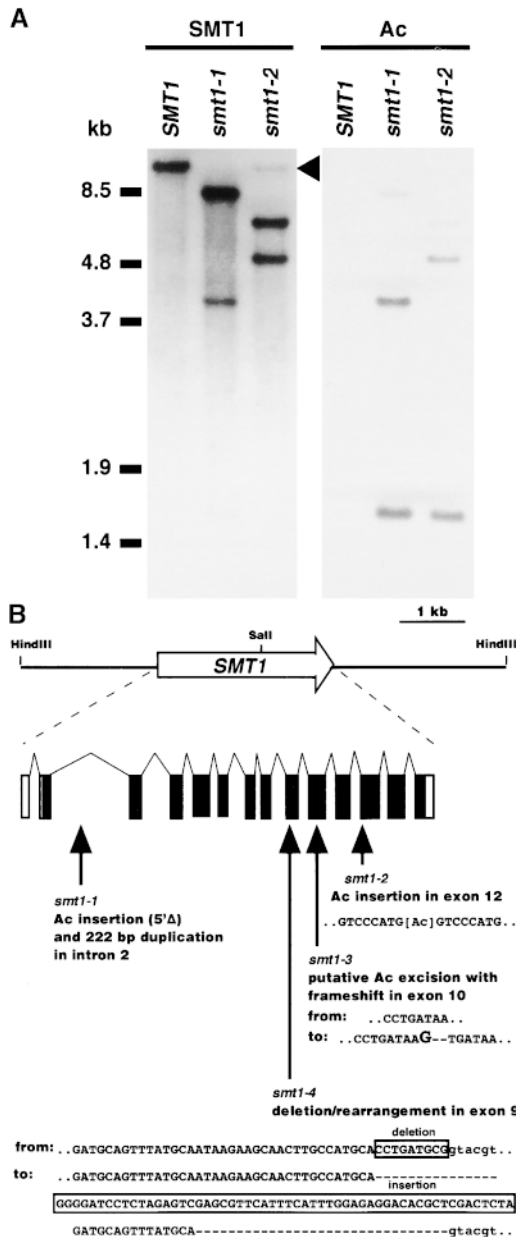 A
SMT1 Ac
kb SMT1 smt1-1 smt1-2 SMT1 smt1-1 smt1-2
8.5
4.8
3.7
1.9
1.4
B
1 kb
HindIII SalI HindIII
SMT1
smt1-1
Ac insertion (5'Δ)
and 222 bp duplication
in intron 2
smt1-2
Ac insertion in exon 12
..GTCCCATG[Ac]GTCCCATG..
smt1-3
putative Ac excision with
frameshift in exon 10
from: ..CCTGATAA..
to: ..CCTGATAAG--TGATAA..
smt1-4
deletion/rearrangement in exon 9
deletion
from: ..GATGCAGTTTATGCAATAAGAAGCAACTTGCCATGCACCTGATGCGgtacgt..
to: ..GATGCAGTTTATGCAATAAGAAGCAACTTGCCATGCA----------------
insertion
GGGGATCCTCTAGAGTCGAGCGTTCATTTCATTTGGAGAGGACACGCTCGACTCTA
GATGCAGTTTATGCA-------------------------------gtacgt..